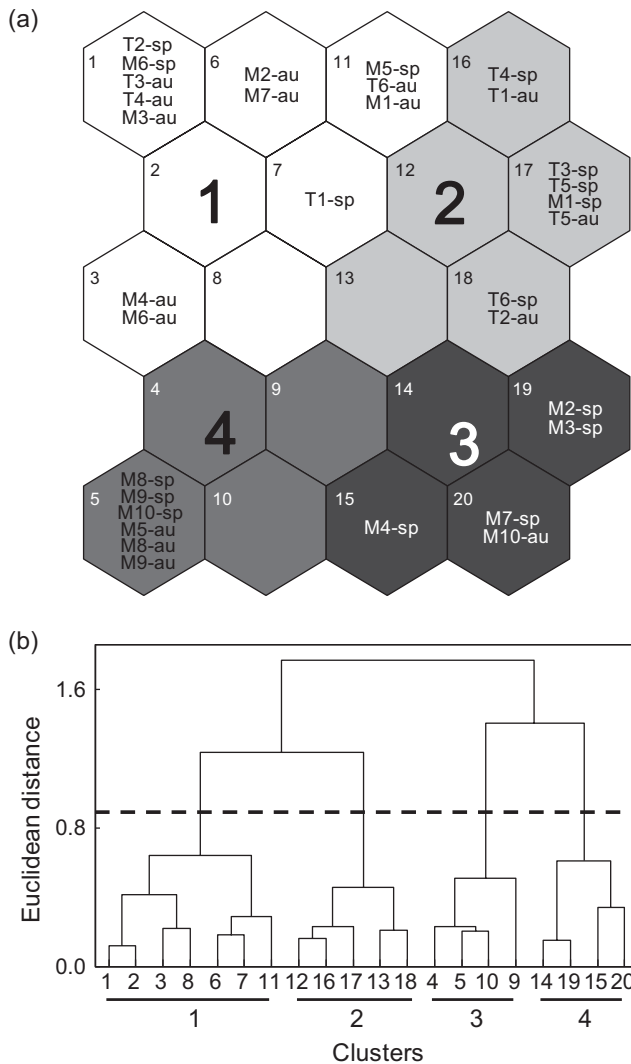 (a)
1
T2-sp
M6-sp
T3-au
T4-au
M3-au
6
M2-au
M7-au
11
M5-sp
T6-au
M1-au
16
T4-sp
T1-au
2
1
7
T1-sp
12
2
17
T3-sp
T5-sp
M1-sp
T5-au
3
M4-au
M6-au
8
13
18
T6-sp
T2-au
4
4
9
14
3
19
M2-sp
M3-sp
5
M8-sp
M9-sp
M10-sp
M5-au
M8-au
M9-au
10
15
M4-sp
20
M7-sp
M10-au
(b)
Euclidean distance
1.6
0.8
0.0
1 2 3 8 6 7 11 12 16 17 13 18 4 5 10 9 14 19 15 20
1 2 3 4
Clusters